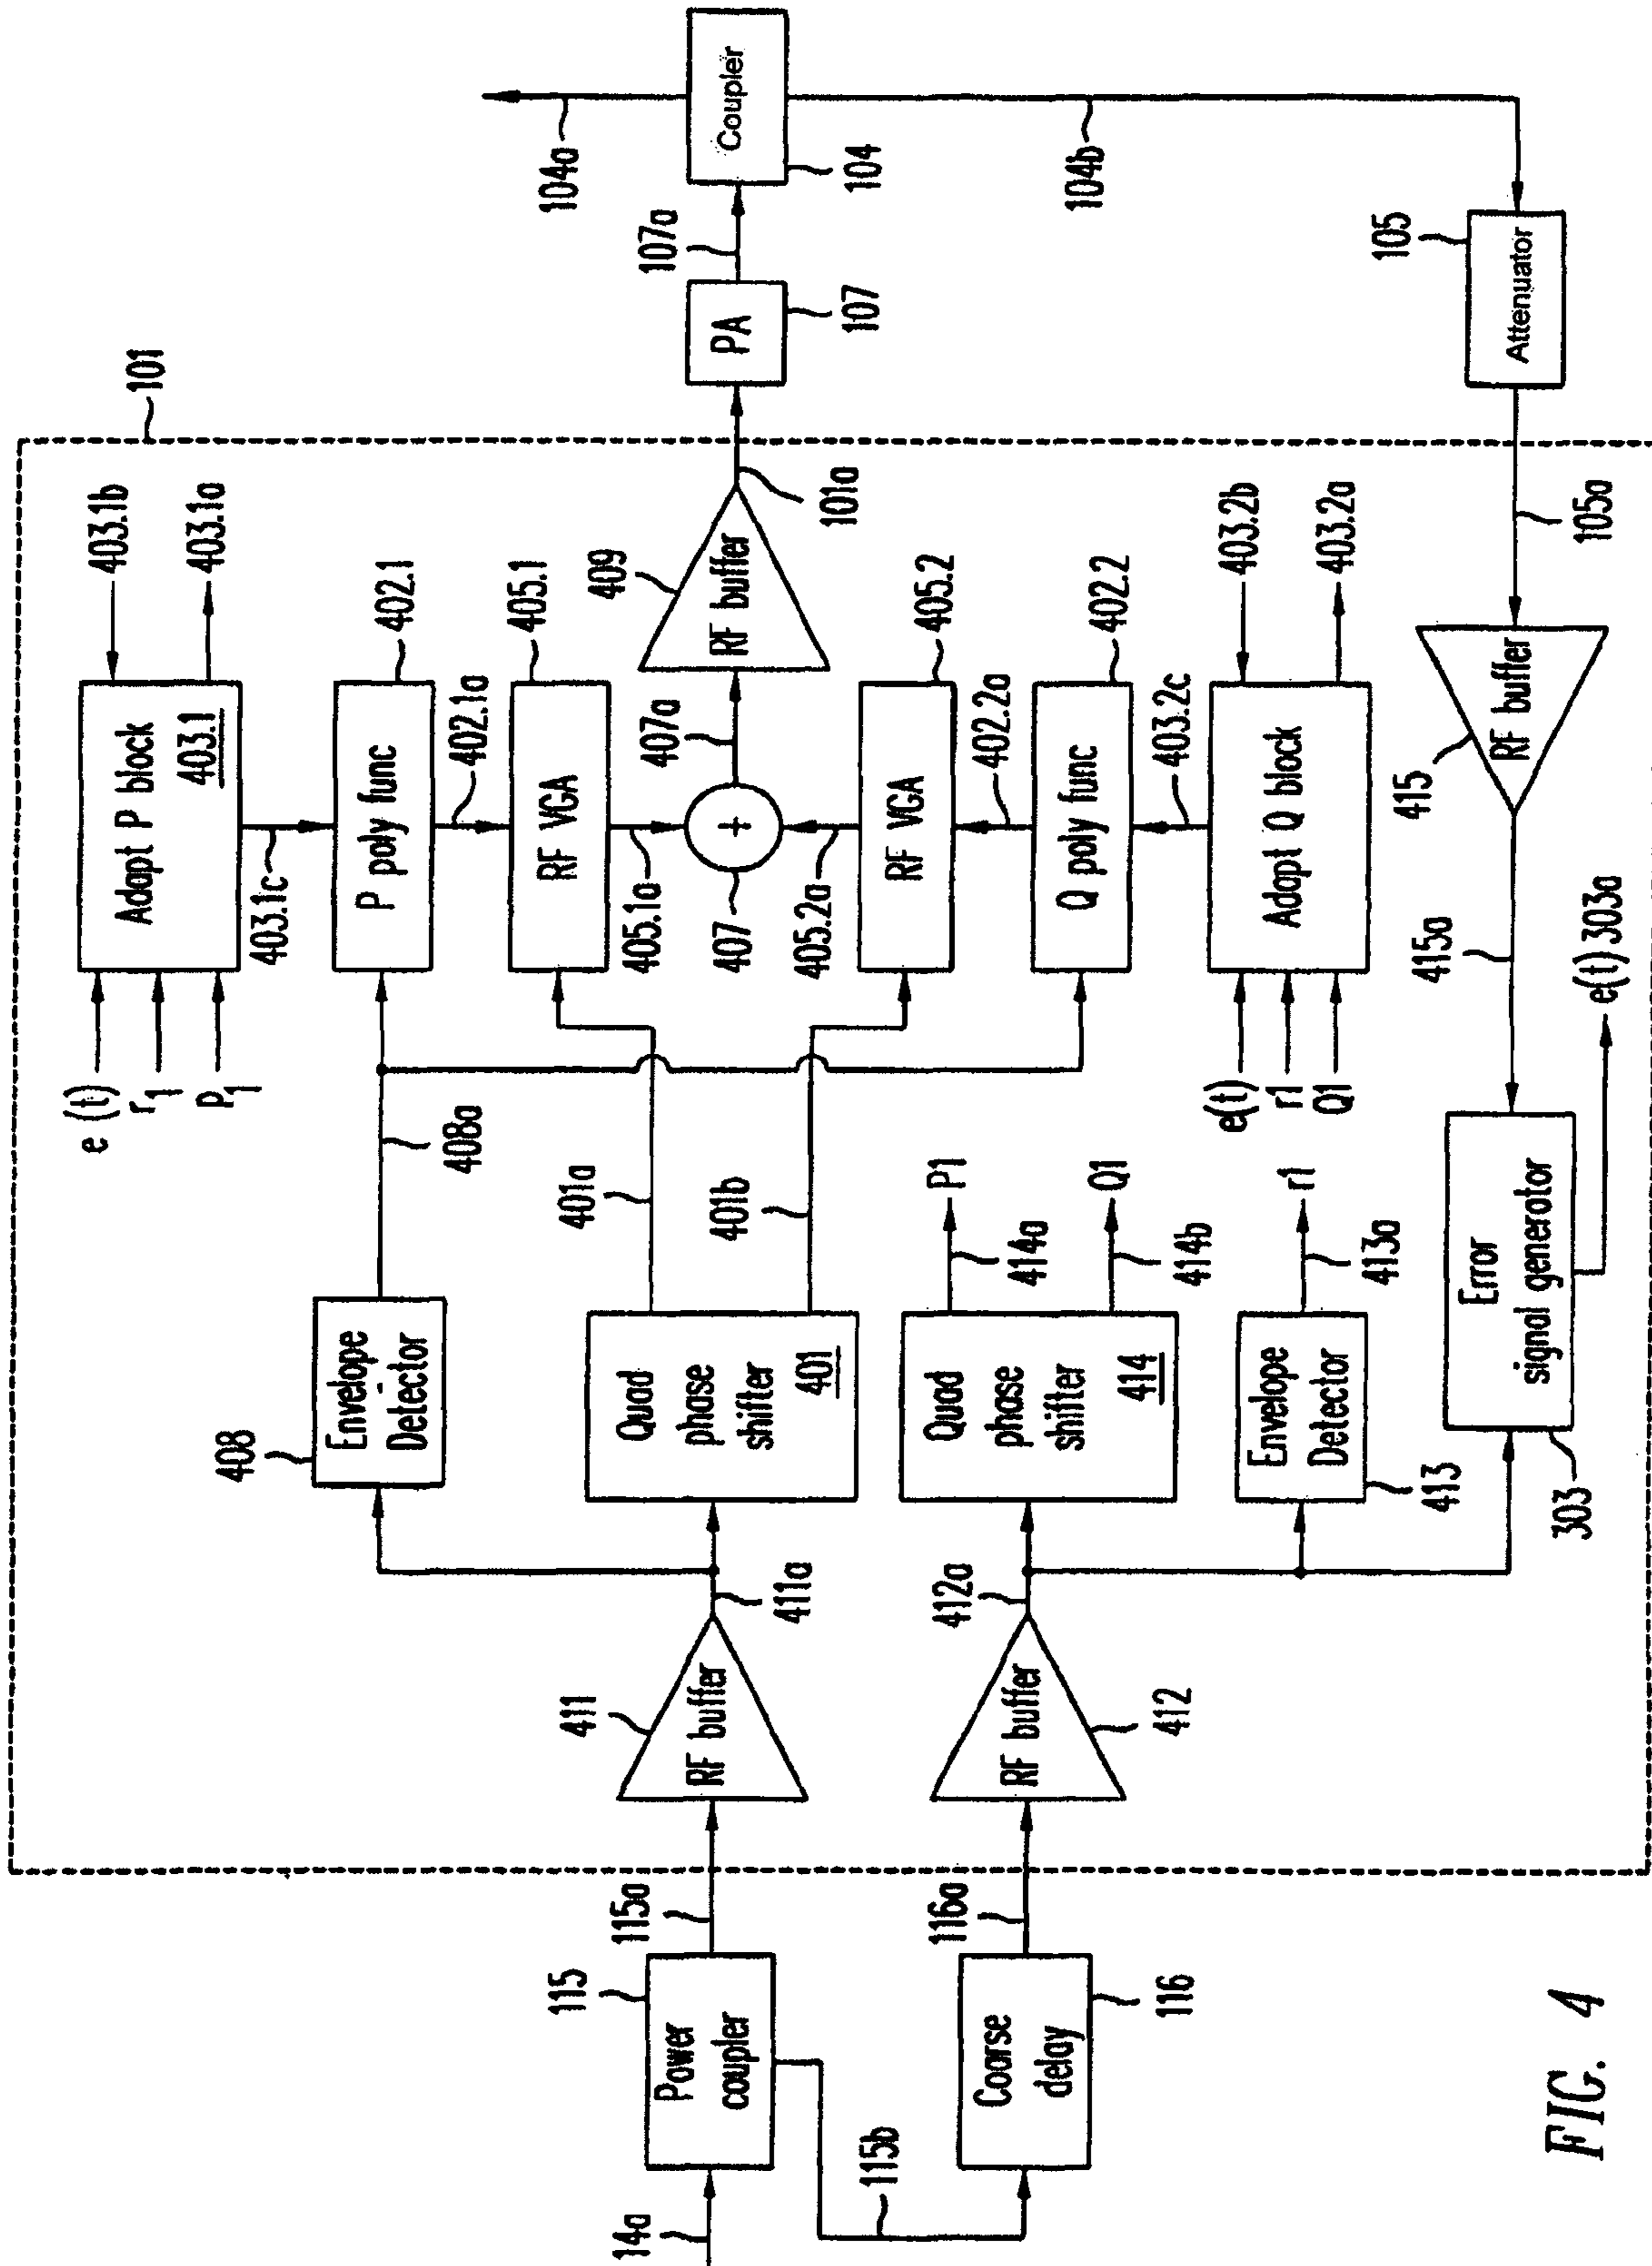 101
e (t)
r1
P1
Adapt P block
403.1
403.1b
403.1a
403.1c
408
Envelope
Detector
408a
P poly func
402.1
402.1a
14a
Power
coupler
115
115a
115b
RF buffer
411
411a
Quad
phase
shifter
401
401a
401b
RF VGA
405.1
405.1a
+
407
407a
RF buffer
409
101a
PA
107
107a
Coupler
104
104a
104b
405.2a
RF VGA
405.2
402.2a
Coarse
delay
116
116a
RF buffer
412
412a
Quad
phase
shifter
414
414a
P1
414b
Q1
Q poly func
402.2
403.2c
Envelope
Detector
413
413a
r1
e(t)
r1
Q1
Adapt Q block
403.2b
403.2a
Error
signal generator
303
e(t) 303a
415a
RF buffer
415
105a
Attenuator
105
FIG. 4